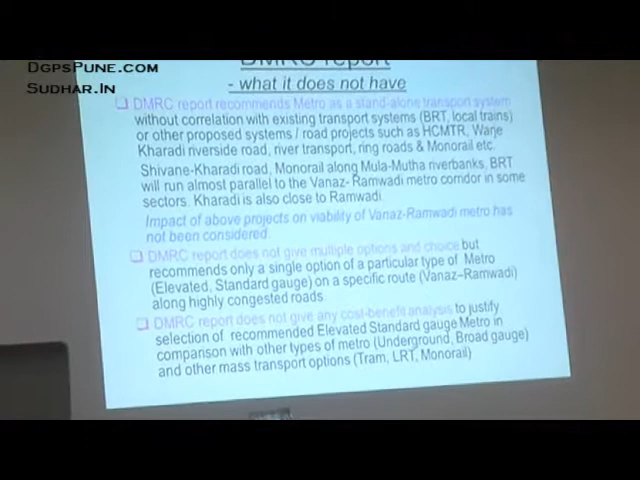 DgpsPune.com
Sudhar.In
DMRC report
- what it does not have
DMRC report recommends Metro as a stand-alone transport system
without correlation with existing transport systems (BRT, local trains)
or other proposed systems / road projects such as HCMTR, Warje
Kharadi riverside road, river transport, ring roads & Monorail etc.
Shivane-Kharadi road, Monorail along Mula-Mutha riverbanks, BRT
will run almost parallel to the Vanaz- Ramwadi metro corridor in some
sectors. Kharadi is also close to Ramwadi.
Impact of above projects on viability of Vanaz-Ramwadi metro has
not been considered.
DMRC report does not give multiple options and choice but
recommends only a single option of a particular type of Metro
(Elevated, Standard gauge) on a specific route (Vanaz–Ramwadi)
along highly congested roads.
DMRC report does not give any cost-benefit analysis to justify
selection of recommended Elevated Standard gauge Metro in
comparison with other types of metro (Underground, Broad gauge)
and other mass transport options (Tram, LRT, Monorail)